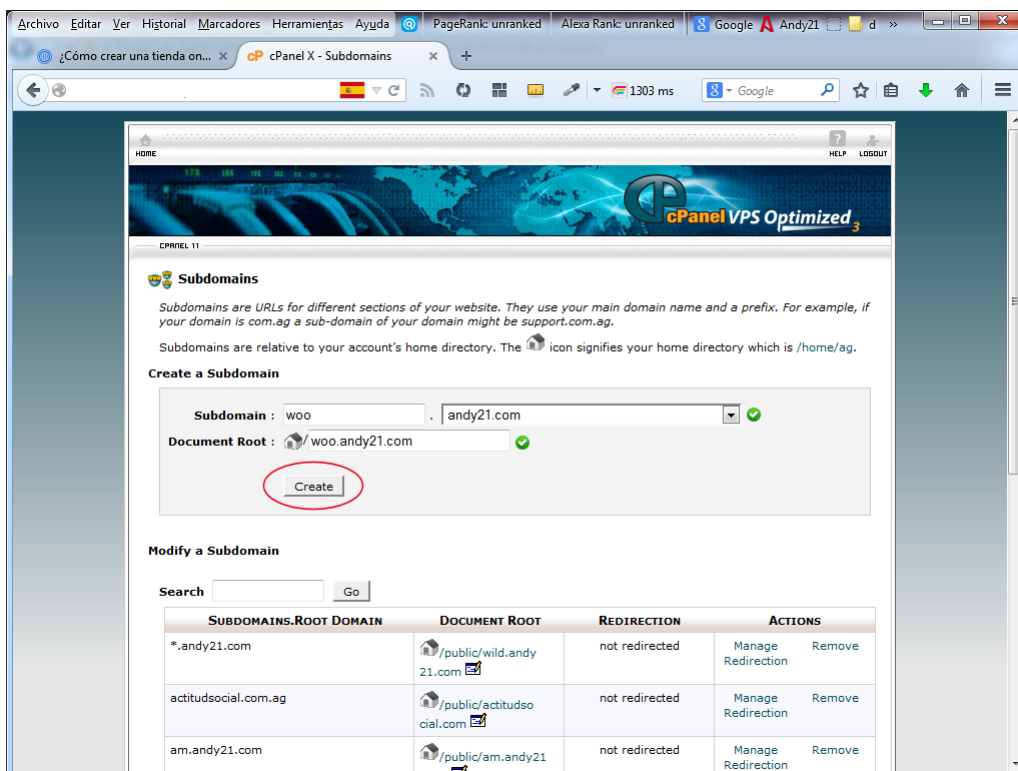 Archivo Editar Ver Historial Marcadores Herramientas Ayuda PageRank: unranked Alexa Rank: unranked Google Andy21 d »
¿Cómo crear una tienda on... × cP cPanel X - Subdomains × +
1303 ms Google
HOME HELP LOGOUT
cPanel VPS Optimized 3
CPANEL 11
Subdomains
Subdomains are URLs for different sections of your website. They use your main domain name and a prefix. For example, if
your domain is com.ag a sub-domain of your domain might be support.com.ag.
Subdomains are relative to your account's home directory. The icon signifies your home directory which is /home/ag.
Create a Subdomain
Subdomain : woo . andy21.com
Document Root : / woo.andy21.com
Create
Modify a Subdomain
Search Go
SUBDOMAINS.ROOT DOMAIN DOCUMENT ROOT REDIRECTION ACTIONS
*.andy21.com /public/wild.andy not redirected Manage Remove
21.com Redirection
actitudsocial.com.ag /public/actitudso not redirected Manage Remove
cial.com Redirection
am.andy21.com /public/am.andy21 not redirected Manage Remove
Redirection